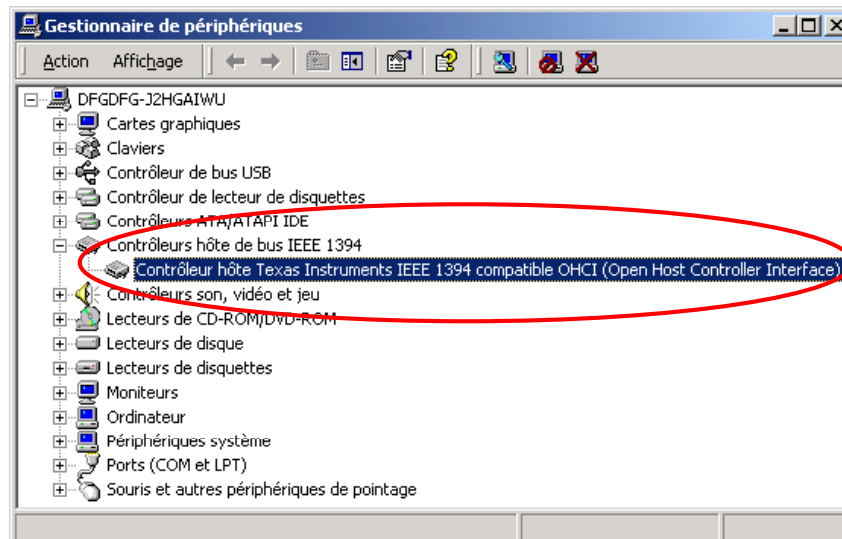 Gestionnaire de périphériques
Action Affichage
DFGDFG-J2HGAIWU
Cartes graphiques
Claviers
Contrôleur de bus USB
Contrôleur de lecteur de disquettes
Contrôleurs ATA/ATAPI IDE
Contrôleurs hôte de bus IEEE 1394
Contrôleur hôte Texas Instruments IEEE 1394 compatible OHCI (Open Host Controller Interface)
Contrôleurs son, vidéo et jeu
Lecteurs de CD-ROM/DVD-ROM
Lecteurs de disque
Lecteurs de disquettes
Moniteurs
Ordinateur
Périphériques système
Ports (COM et LPT)
Souris et autres périphériques de pointage